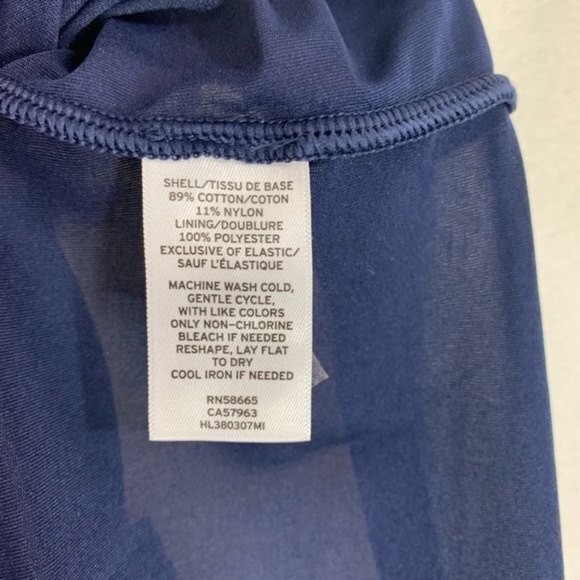 SHELL/TISSU DE BASE
89% COTTON/COTON
11% NYLON
LINING/DOUBLURE
100% POLYESTER
EXCLUSIVE OF ELASTIC/
SAUF L'ÉLASTIQUE
MACHINE WASH COLD,
GENTLE CYCLE,
WITH LIKE COLORS
ONLY NON-CHLORINE
BLEACH IF NEEDED
RESHAPE, LAY FLAT
TO DRY
COOL IRON IF NEEDED
RN58665
CA57963
HL380307MI